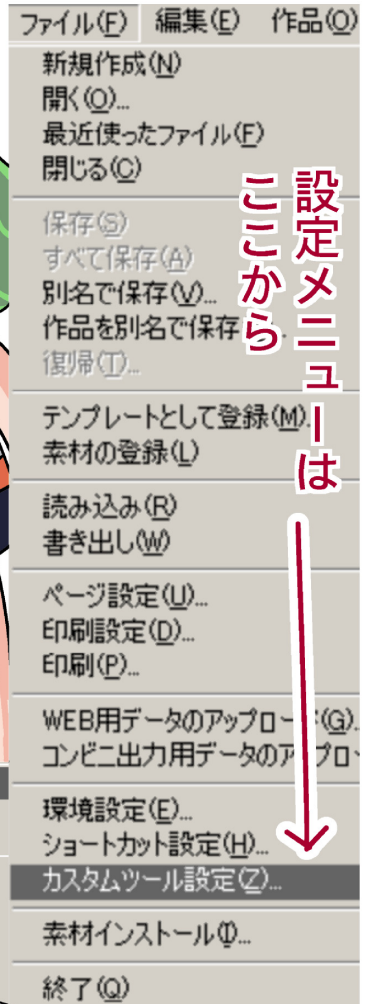 ファイル(F) 編集(E) 作品(O)
新規作成(N)
開く(O)...
最近使ったファイル(F)
閉じる(C)
保存(S)
すべて保存(A)
別名で保存(V)...
作品を別名で保存
復帰(T)...
テンプレートとして登録(M)
素材の登録(L)
読み込み(R)
書き出し(W)
ページ設定(U)...
印刷設定(D)...
印刷(P)...
WEB用データのアップロード(G)
コンビニ出力用データのアップロー
環境設定(E)...
ショートカット設定(H)...
カスタムツール設定(Z)...
素材インストール(I)...
終了(Q)
設定メニューは
ここから